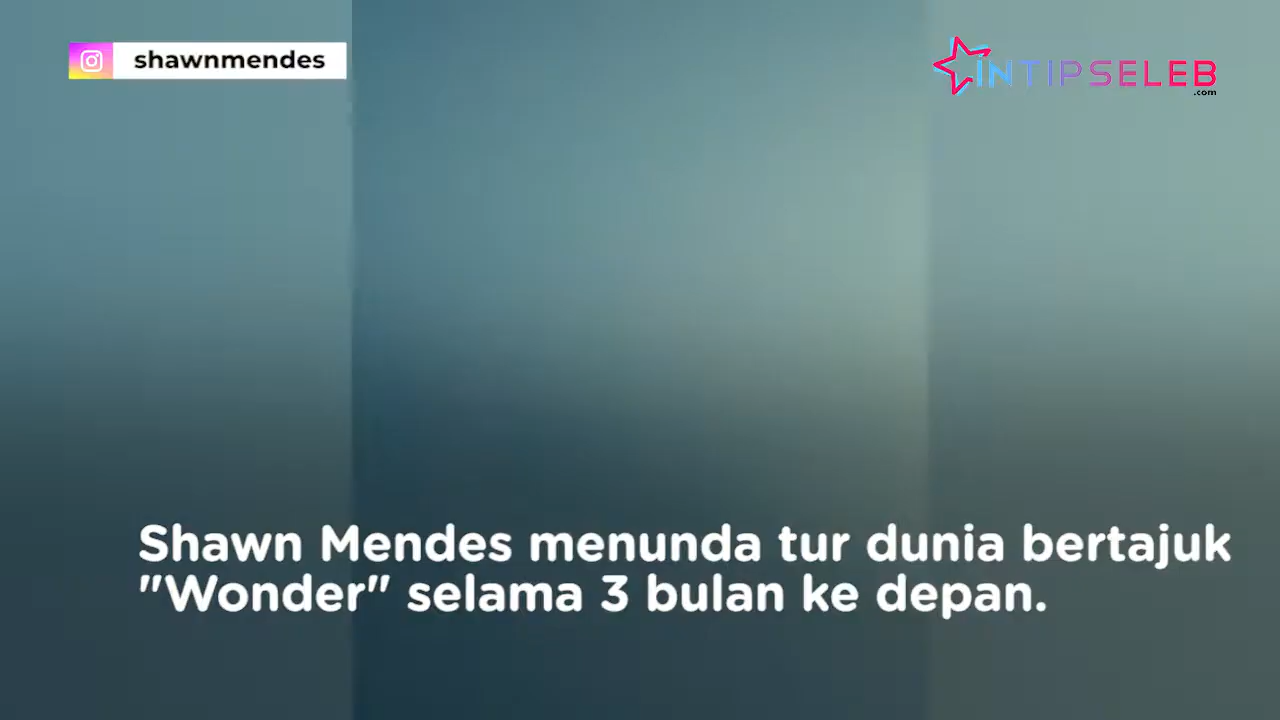 shawnmendes
INTIPSELEB
.com
Shawn Mendes menunda tur dunia bertajuk
"Wonder" selama 3 bulan ke depan.